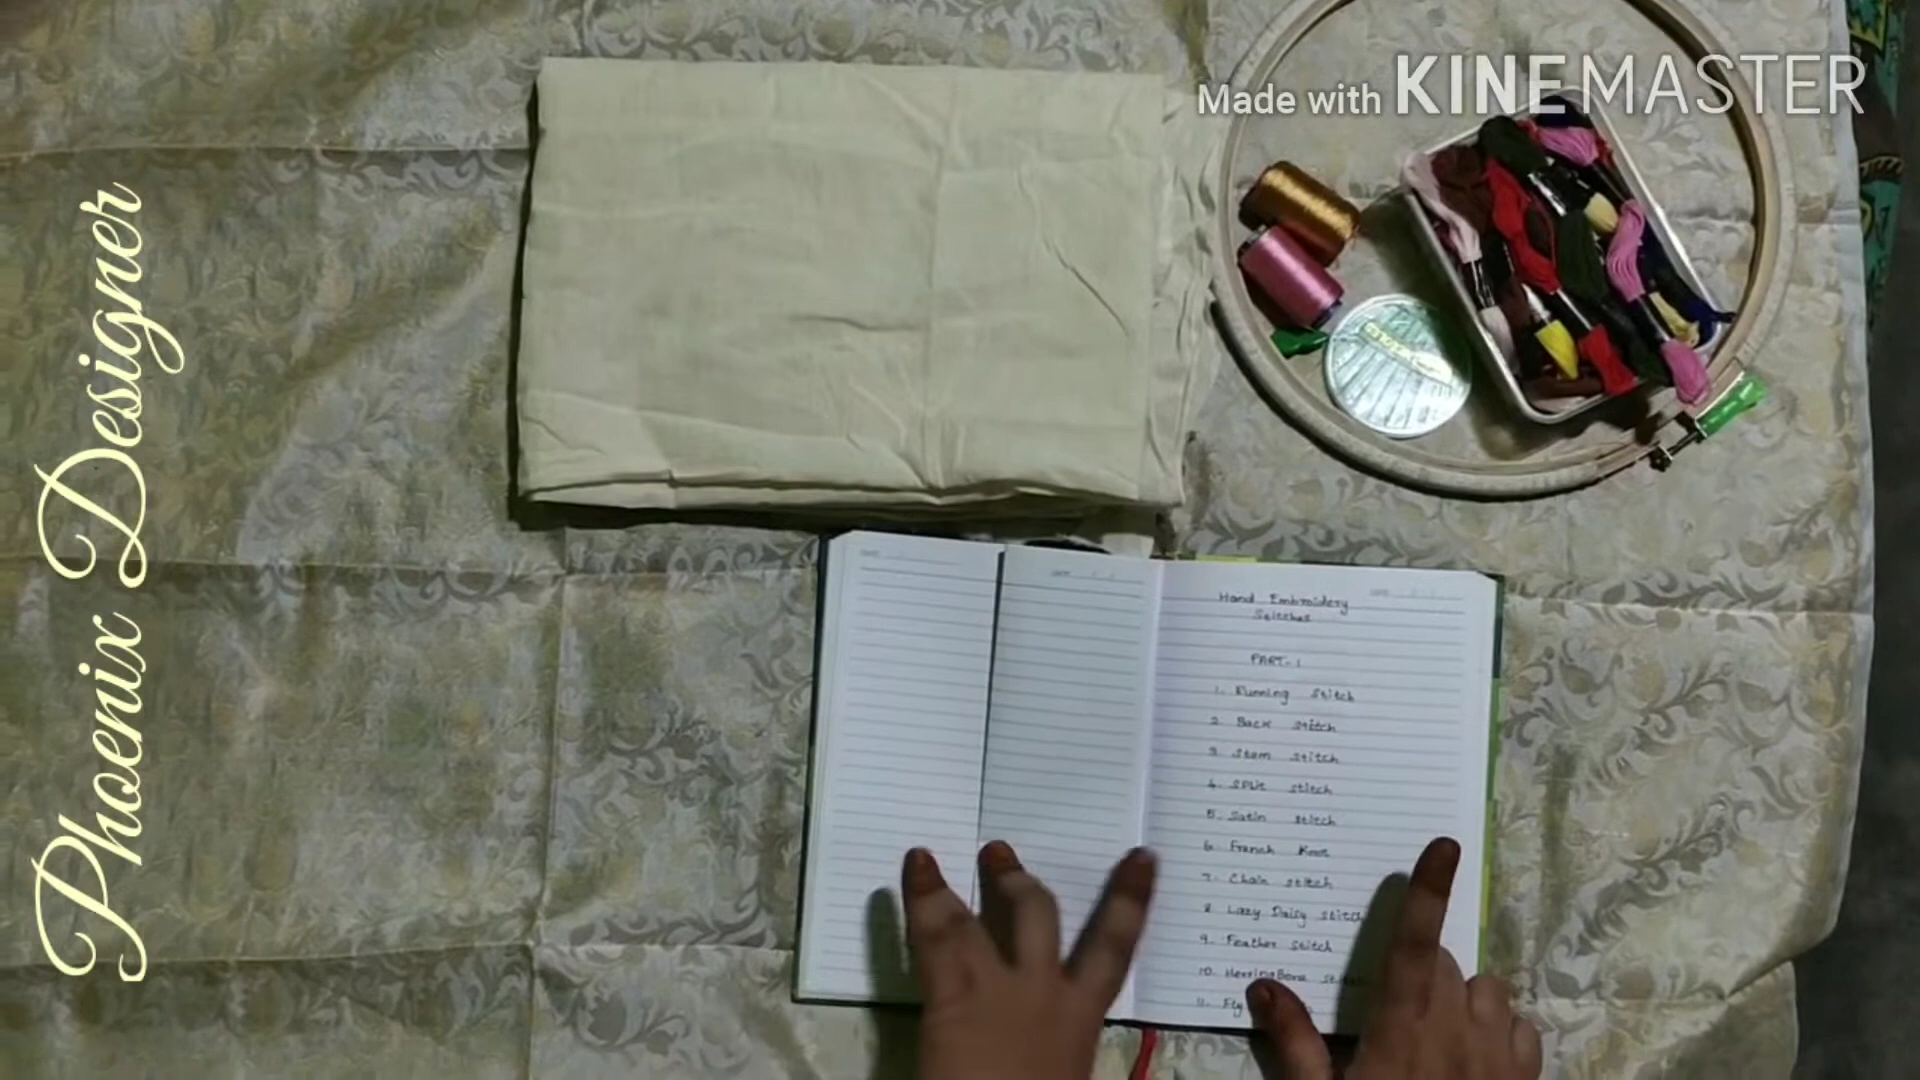 Made with KINEMASTER
Phoenix Designer
Hand Embroidery
Stitches
PART-1
1. Running Stitch
2. Back stitch
3. Stem stitch
4. Split stitch
5. Satin stitch
6. French Knot
7. Chain stitch
8. Lazy Daisy stitch
9. Feather stitch
10. HerringBone
11. Fly